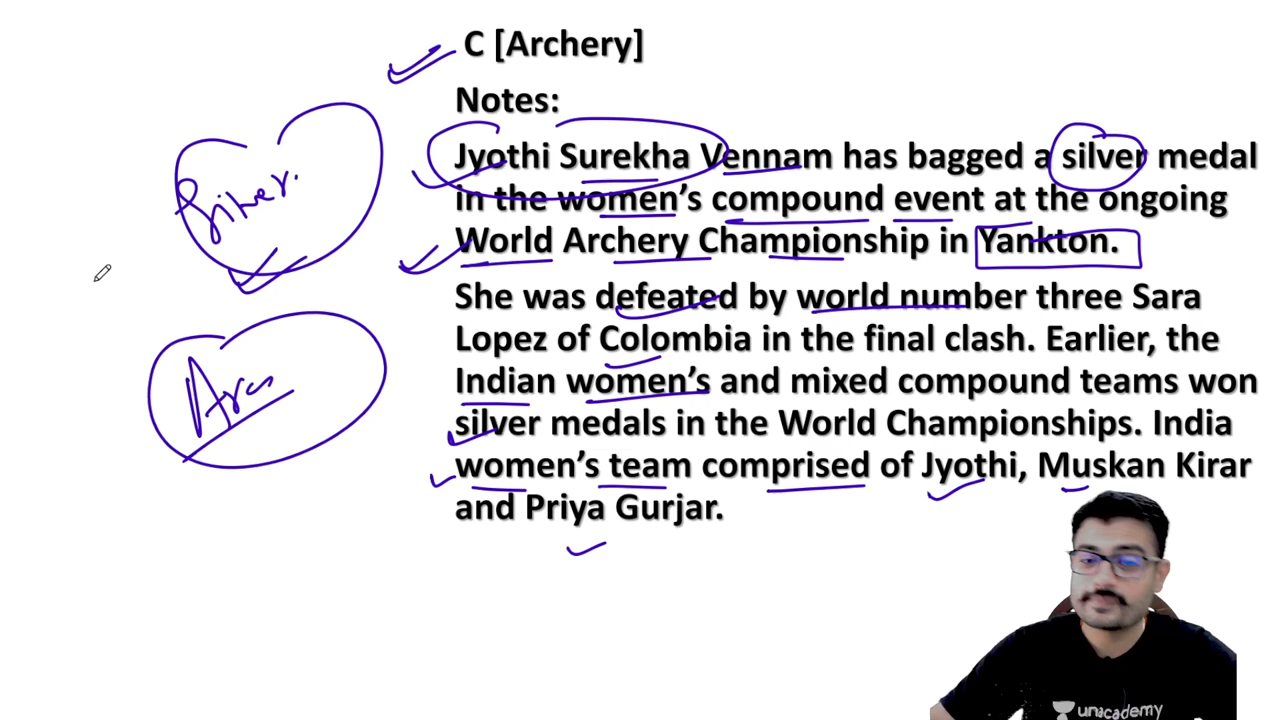 C [Archery]
Notes:
Jyothi Surekha Vennam has bagged a silver medal
in the women's compound event at the ongoing
World Archery Championship in Yankton.
She was defeated by world number three Sara
Lopez of Colombia in the final clash. Earlier, the
Indian women's and mixed compound teams won
silver medals in the World Championships. India
women's team comprised of Jyothi, Muskan Kirar
and Priya Gurjar.
Silver.
unacademy